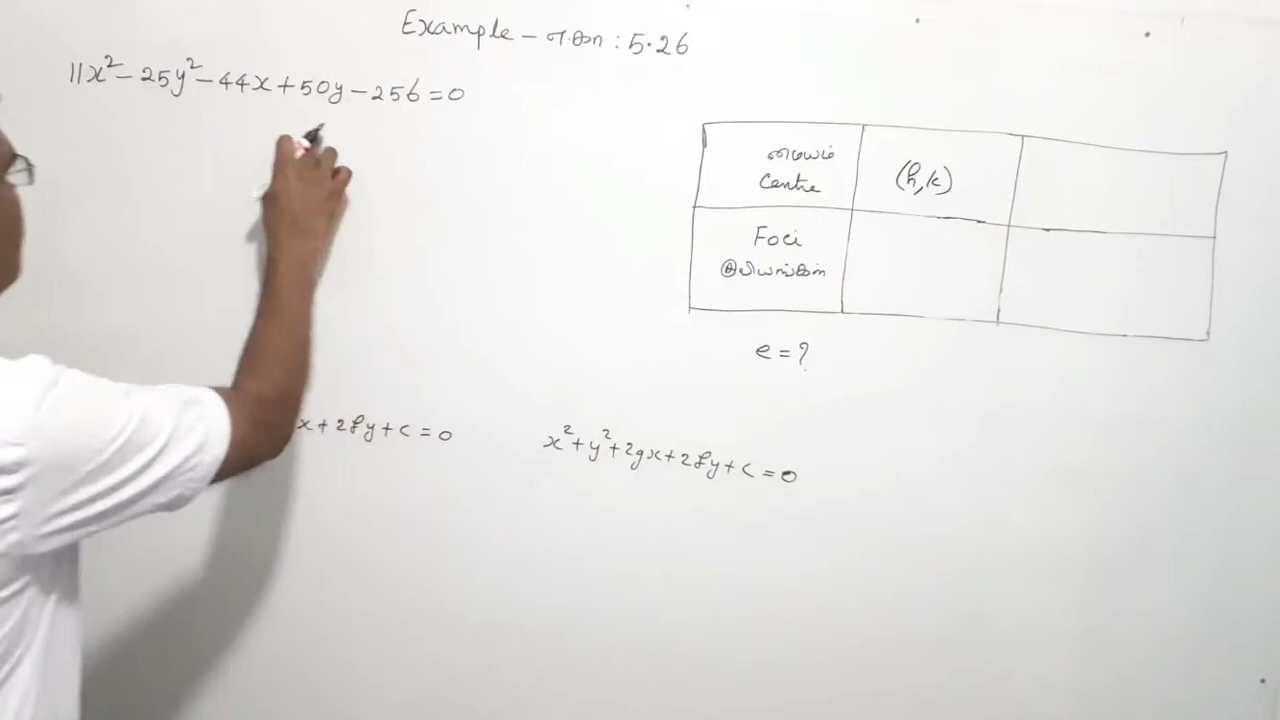 Example – எ.கா : 5.26
11x² – 25y² – 44x + 50y – 256 = 0
மையம்
Centre
(h,k)
Foci
குவியங்கள்
e = ?
x + 2fy + c = 0
x² + y² + 2gx + 2fy + c = 0